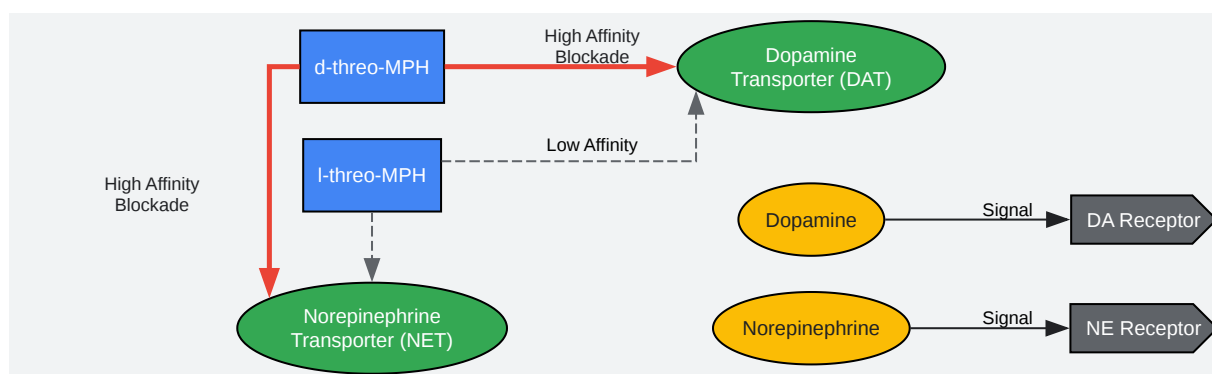 High Affinity
Blockade
d-threo-MPH
Dopamine
Transporter (DAT)
l-threo-MPH
Low Affinity
High Affinity
Blockade
Dopamine
Signal
DA Receptor
Norepinephrine
Transporter (NET)
Norepinephrine
Signal
NE Receptor